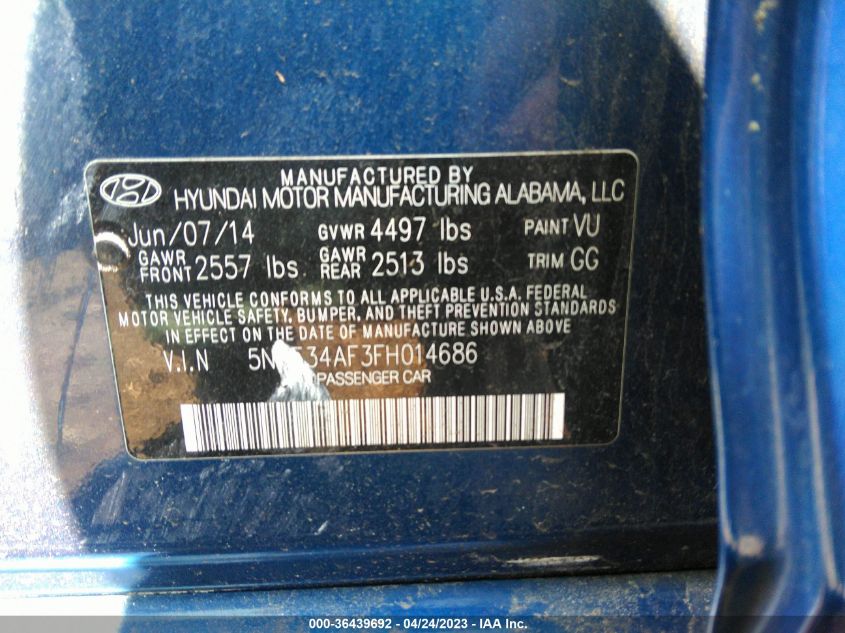 MANUFACTURED BY
HYUNDAI MOTOR MANUFACTURING ALABAMA, LLC
Jun/07/14 GVWR 4497 lbs PAINT VU
GAWR FRONT 2557 lbs GAWR REAR 2513 lbs TRIM GG
THIS VEHICLE CONFORMS TO ALL APPLICABLE U.S.A. FEDERAL
MOTOR VEHICLE SAFETY, BUMPER, AND THEFT PREVENTION STANDARDS
IN EFFECT ON THE DATE OF MANUFACTURE SHOWN ABOVE
V.I.N
PASSENGER CAR
000-36439692 - 04/24/2023 - IAA Inc.